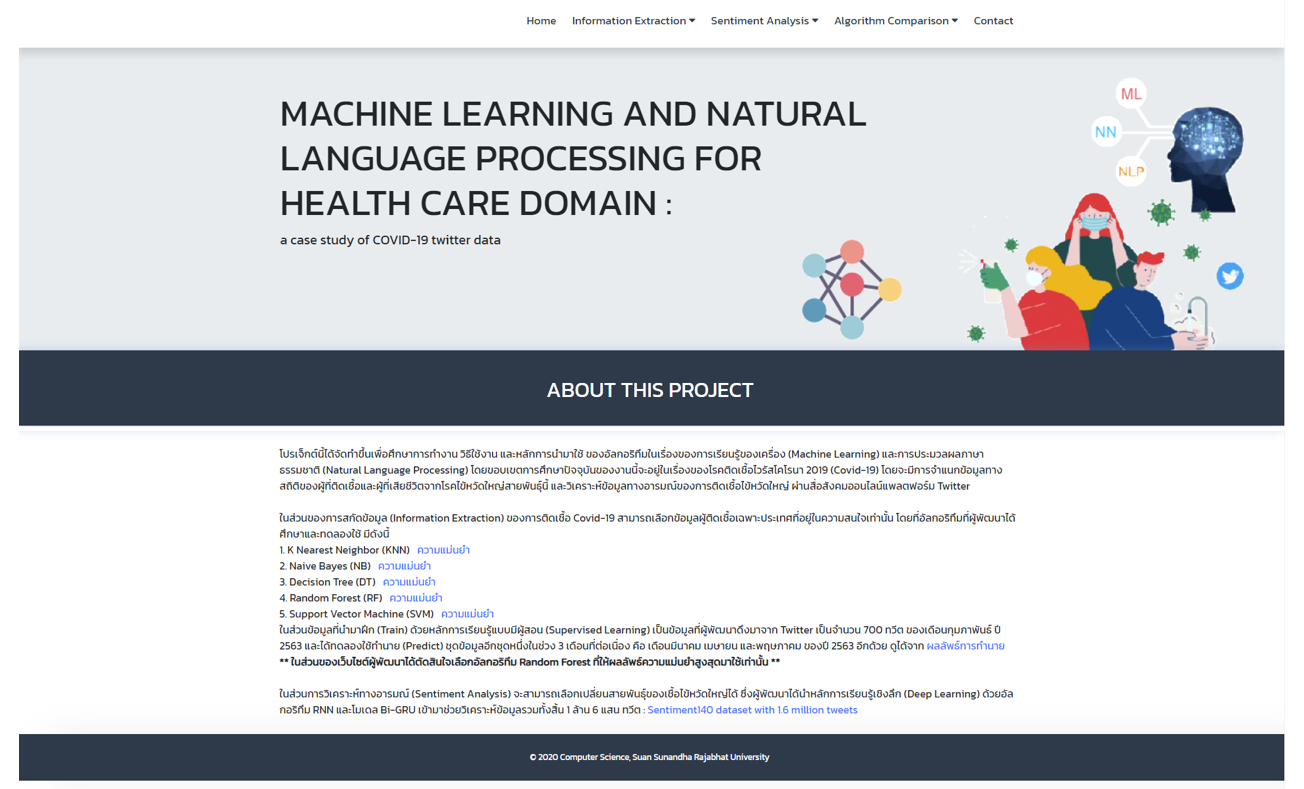 Home Information Extraction Sentiment Analysis Algorithm Comparison Contact
MACHINE LEARNING AND NATURAL
LANGUAGE PROCESSING FOR
HEALTH CARE DOMAIN :
a case study of COVID-19 twitter data
ML
NN
NLP
ABOUT THIS PROJECT
โปรเจ็กต์นี้ได้จัดทำขึ้นเพื่อศึกษาการทำงาน วิธีใช้งาน และหลักการนำมาใช้ ของอัลกอริทึมในเรื่องของการเรียนรู้ของเครื่อง (Machine Learning) และการประมวลผลภาษา
ธรรมชาติ (Natural Language Processing) โดยขอบเขตการศึกษาปัจจุบันของงานนี้จะอยู่ในเรื่องของโรคติดเชื้อไวรัสโคโรนา 2019 (Covid-19) โดยจะมีการจำแนกข้อมูลทาง
สถิติของผู้ที่ติดเชื้อและผู้ที่เสียชีวิตจากโรคไข้หวัดใหญ่สายพันธุ์นี้ และวิเคราะห์ข้อมูลทางอารมณ์ของการติดเชื้อไข้หวัดใหญ่ ผ่านสื่อสังคมออนไลน์แพลตฟอร์ม Twitter
ในส่วนของการสกัดข้อมูล (Information Extraction) ของการติดเชื้อ Covid-19 สามารถเลือกข้อมูลผู้ติดเชื้อเฉพาะประเทศที่อยู่ในความสนใจเท่านั้น โดยที่อัลกอริทึมที่ผู้พัฒนาได้
ศึกษาและทดลองใช้ มีดังนี้
1. K Nearest Neighbor (KNN) ความแม่นยำ
2. Naive Bayes (NB) ความแม่นยำ
3. Decision Tree (DT) ความแม่นยำ
4. Random Forest (RF) ความแม่นยำ
5. Support Vector Machine (SVM) ความแม่นยำ
ในส่วนข้อมูลที่นำมาฝึก (Train) ด้วยหลักการเรียนรู้แบบมีผู้สอน (Supervised Learning) เป็นข้อมูลที่ผู้พัฒนาดึงมาจาก Twitter เป็นจำนวน 700 ทวีต ของเดือนกุมภาพันธ์ ปี
2563 และได้ทดลองใช้ทำนาย (Predict) ชุดข้อมูลอีกชุดหนึ่งในช่วง 3 เดือนที่ต่อเนื่อง คือ เดือนมีนาคม เมษายน และพฤษภาคม ของปี 2563 อีกด้วย ดูได้จาก ผลลัพธ์การทำนาย
** ในส่วนของเว็บไซต์ผู้พัฒนาได้ตัดสินใจเลือกอัลกอริทึม Random Forest ที่ให้ผลลัพธ์ความแม่นยำสูงสุดมาใช้เท่านั้น **
ในส่วนการวิเคราะห์ทางอารมณ์ (Sentiment Analysis) จะสามารถเลือกเปลี่ยนสายพันธุ์ของเชื้อไข้หวัดใหญ่ได้ ซึ่งผู้พัฒนาได้นำหลักการเรียนรู้เชิงลึก (Deep Learning) ด้วยอัล
กอริทึม RNN และโมเดล Bi-GRU เข้ามาช่วยวิเคราะห์ข้อมูลรวมทั้งสิ้น 1 ล้าน 6 แสน ทวีต : Sentiment140 dataset with 1.6 million tweets
© 2020 Computer Science, Suan Sunandha Rajabhat University